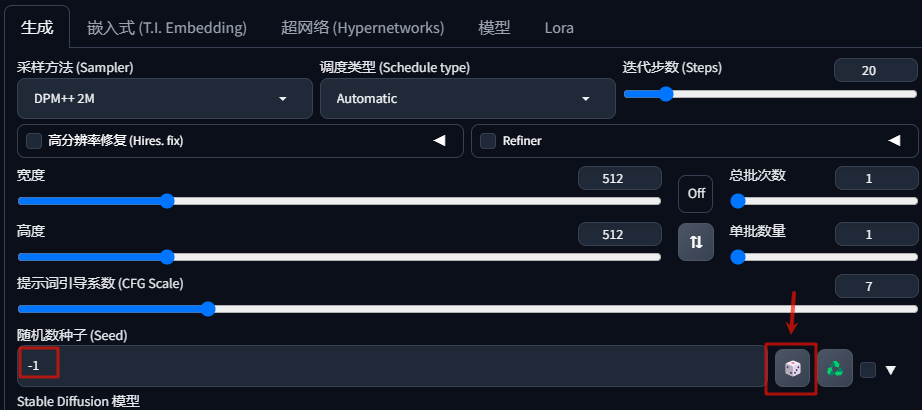 生成 嵌入式 (T.I. Embedding) 超网络 (Hypernetworks) 模型 Lora
采样方法 (Sampler) 调度类型 (Schedule type) 迭代步数 (Steps) 20
DPM++ 2M Automatic
高分辨率修复 (Hires. fix) Refiner
宽度 512 Off 总批次数 1
高度 512 单批数量 1
提示词引导系数 (CFG Scale) 7
随机数种子 (Seed)
-1
Stable Diffusion 模型